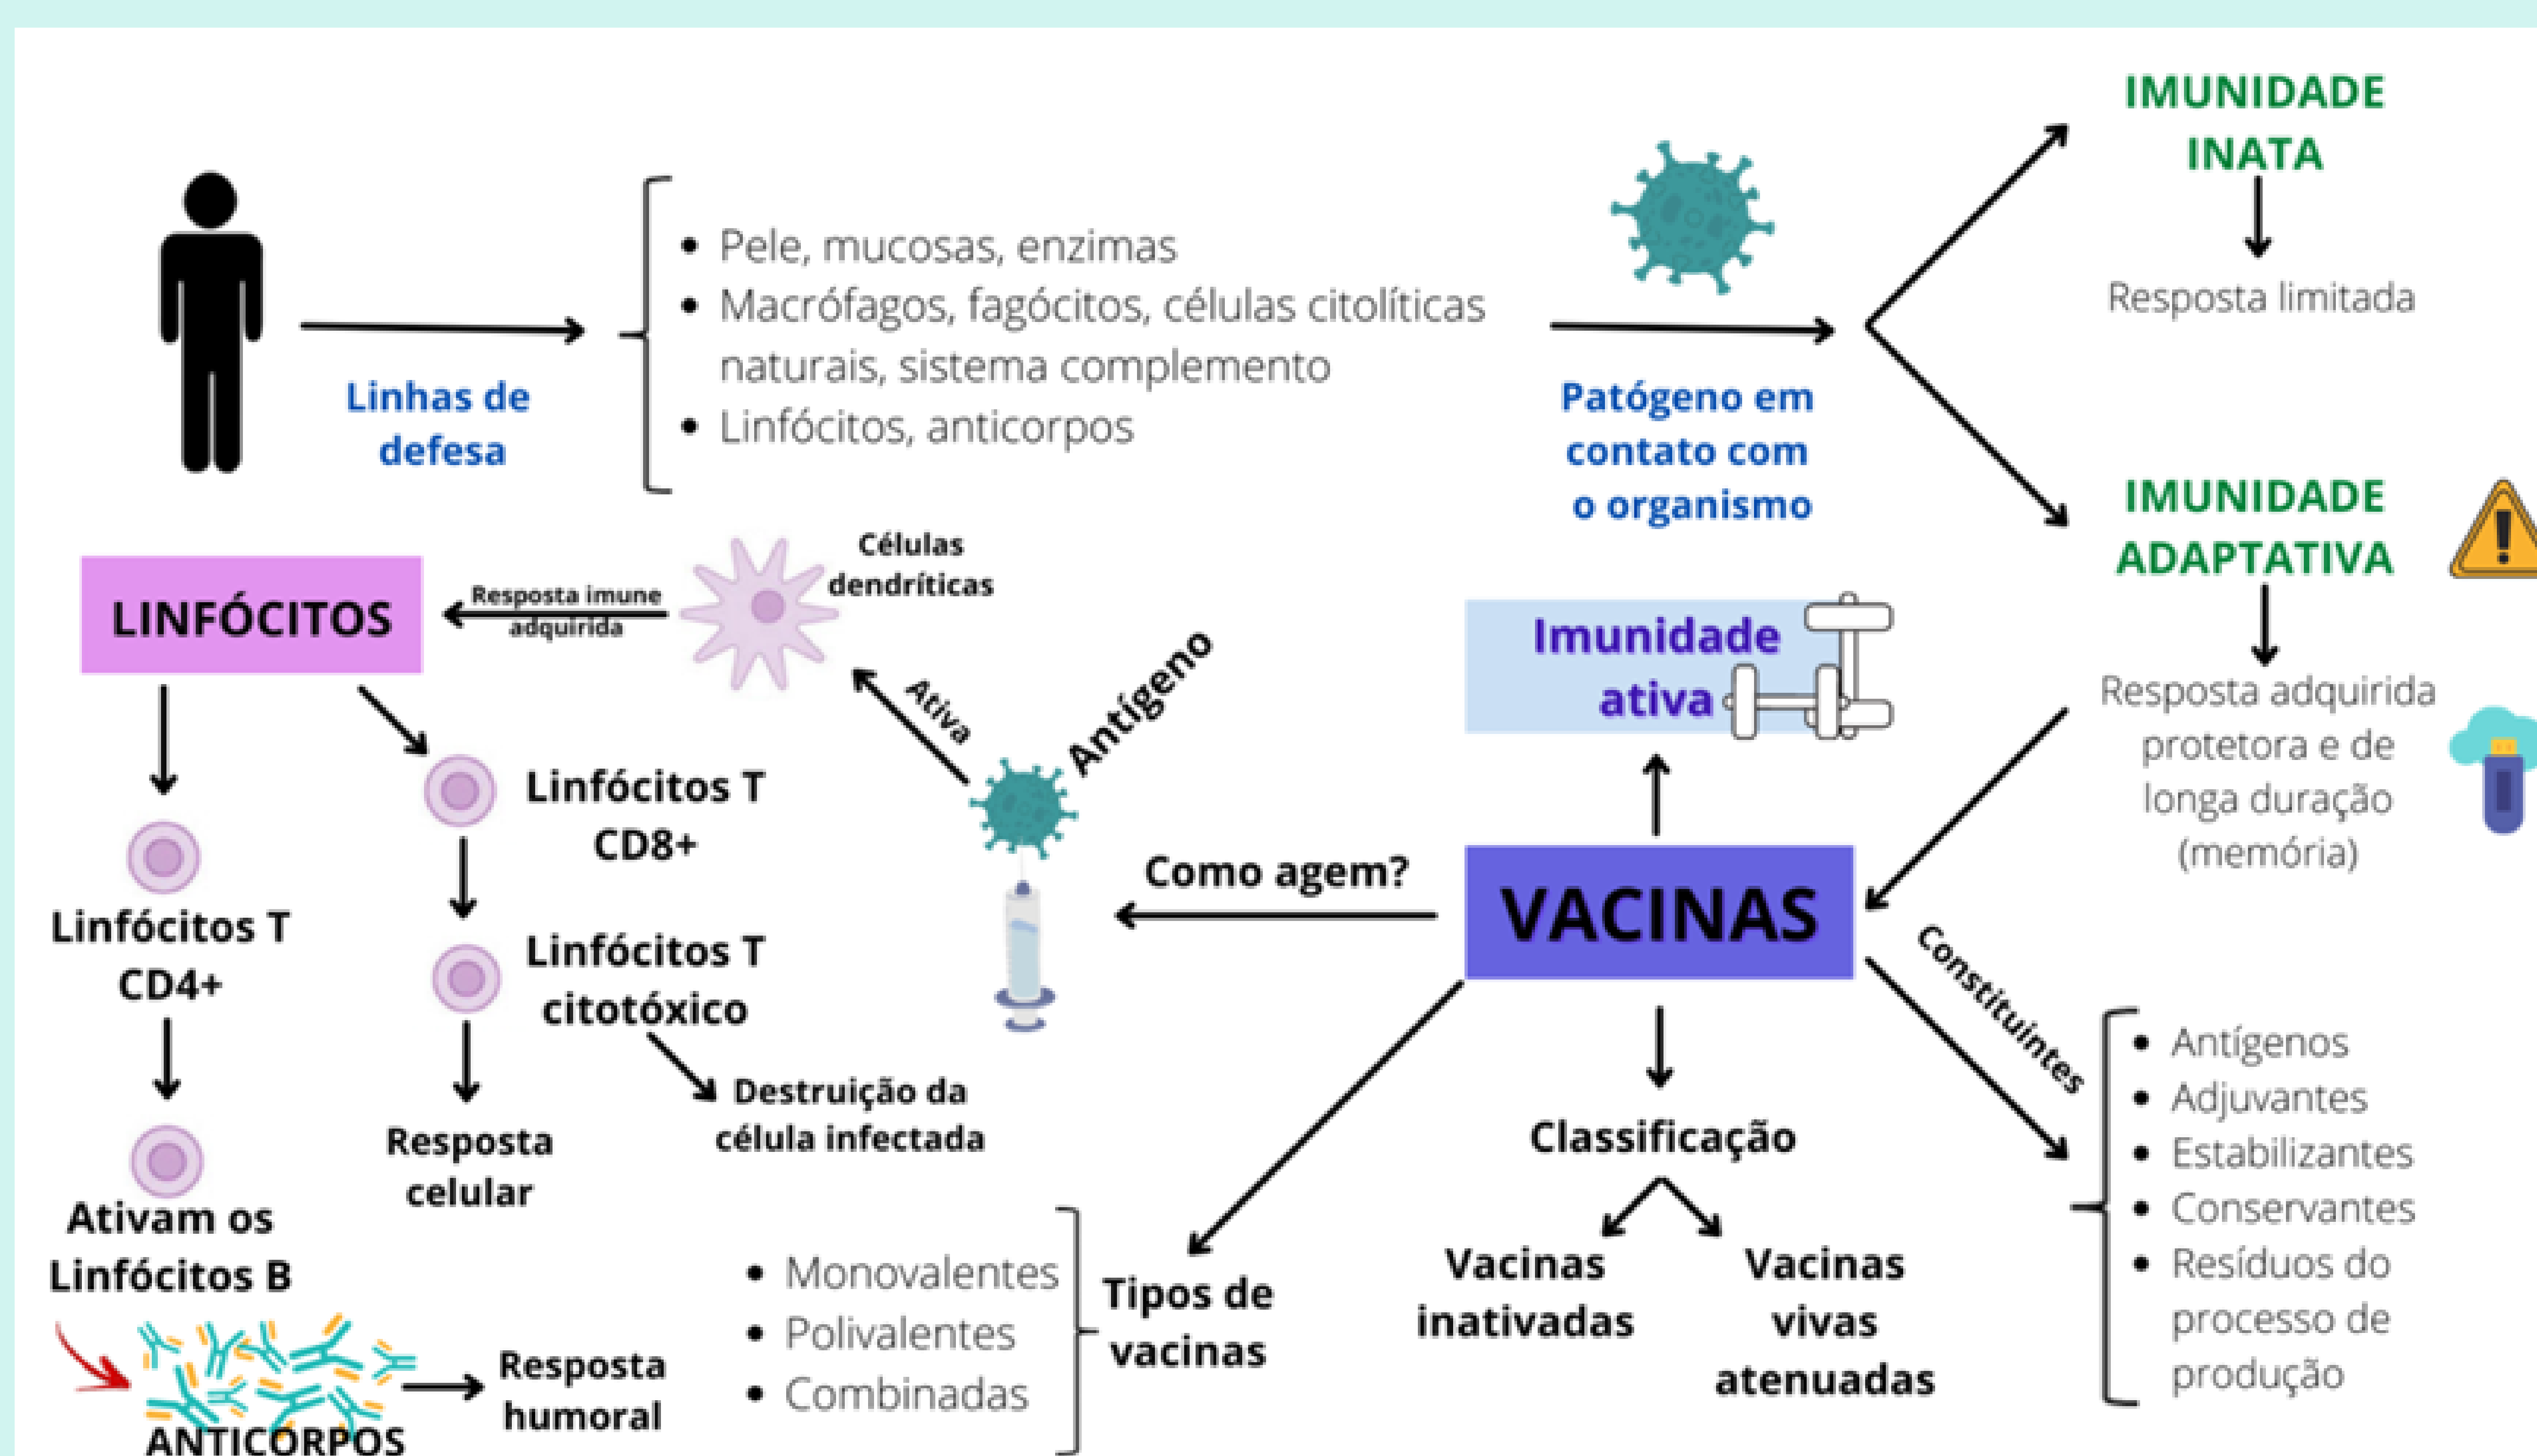 Linhas de
defesa
• Pele, mucosas, enzimas
• Macrófagos, fagócitos, células citolíticas
naturais, sistema complemento
• Linfócitos, anticorpos
Patógeno em
contato com
o organismo
IMUNIDADE
INATA
Resposta limitada
IMUNIDADE
ADAPTATIVA
Resposta adquirida
protetora e de
longa duração
(memória)
VACINAS
Imunidade
ativa
Constituíntes
• Antígenos
• Adjuvantes
• Estabilizantes
• Conservantes
• Resíduos do
processo de
produção
Classificação
Vacinas
inativadas
Vacinas
vivas
atenuadas
Tipos de
vacinas
• Monovalentes
• Polivalentes
• Combinadas
Como agem?
Antígeno
Ativa
Células
dendríticas
Resposta imune
adquirida
LINFÓCITOS
Linfócitos T
CD8+
Linfócitos T
citotóxico
Destruição da
célula infectada
Resposta
celular
Linfócitos T
CD4+
Ativam os
Linfócitos B
ANTICORPOS
Resposta
humoral